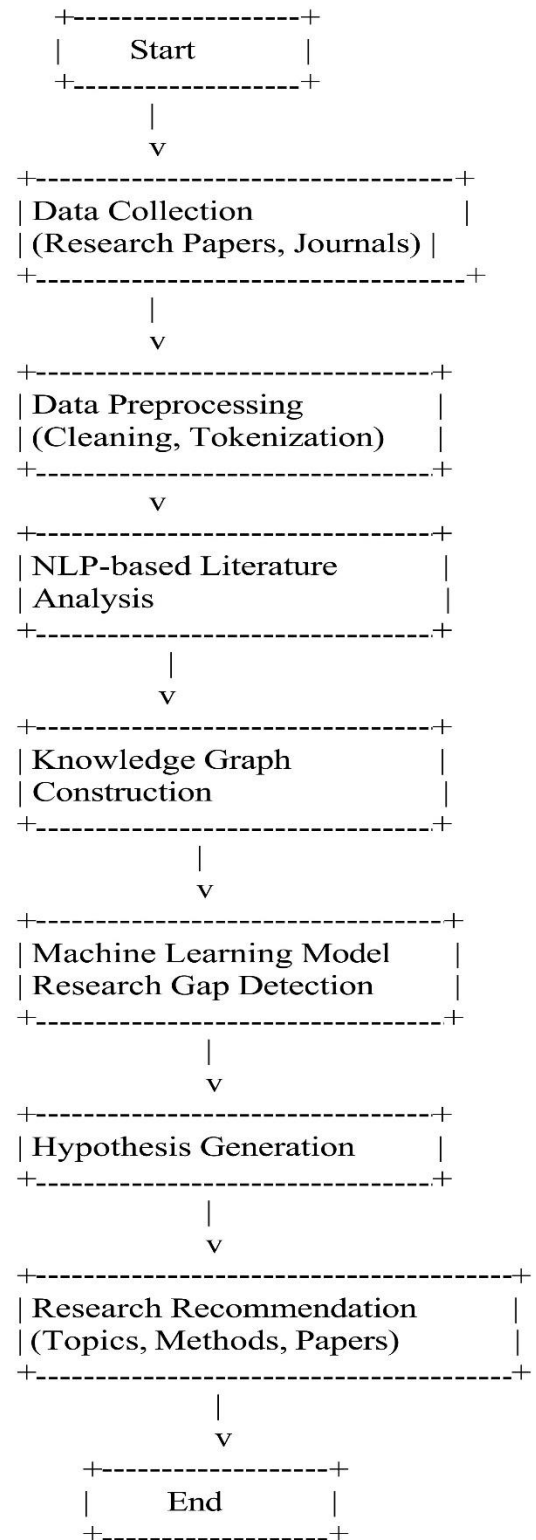 +--------------------+
| Start |
+--------------------+
|
v
+-------------------------------------+
| Data Collection |
| (Research Papers, Journals) |
+-------------------------------------+
|
v
+-----------------------------------+
| Data Preprocessing |
| (Cleaning, Tokenization) |
+-----------------------------------+
v
+-----------------------------------+
| NLP-based Literature |
| Analysis |
+-----------------------------------+
|
v
+-----------------------------------+
| Knowledge Graph |
| Construction |
+-----------------------------------+
|
v
+------------------------------------+
| Machine Learning Model |
| Research Gap Detection |
+------------------------------------+
|
v
+-----------------------------------+
| Hypothesis Generation |
+-----------------------------------+
|
v
+------------------------------------------+
| Research Recommendation |
| (Topics, Methods, Papers) |
+------------------------------------------+
|
v
+--------------------+
| End |
+--------------------+